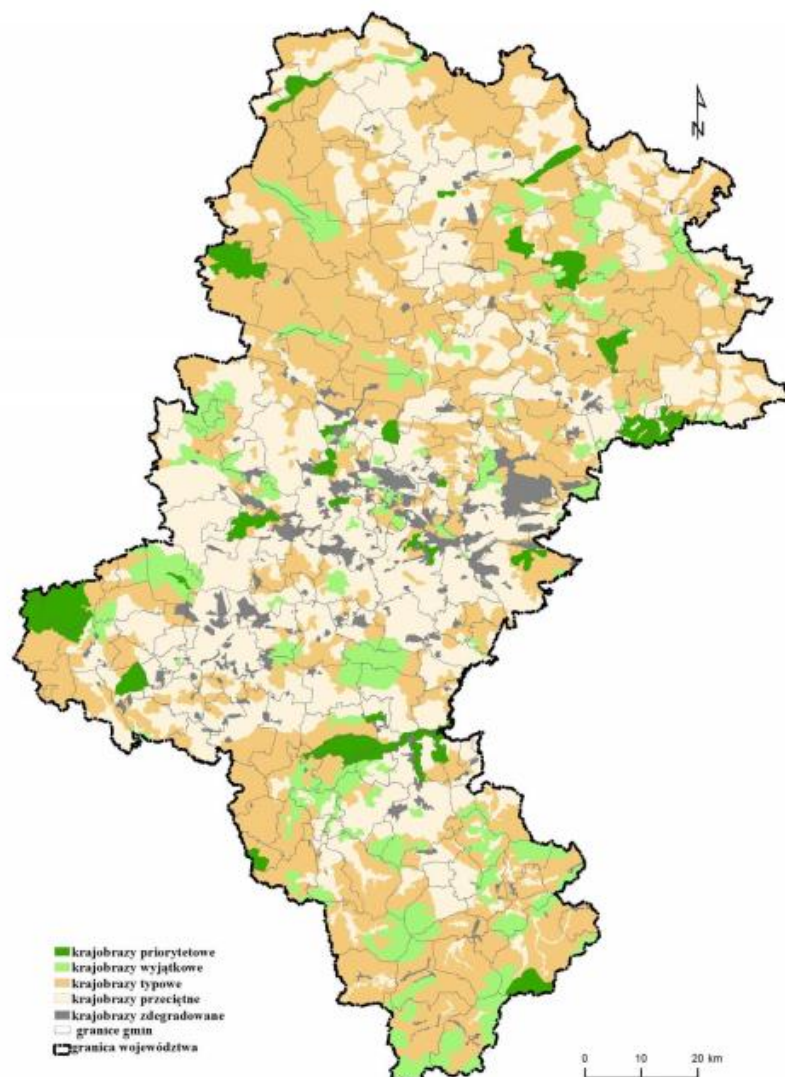 N
krajobrazy priorytetowe
krajobrazy wyjątkowe
krajobrazy typowe
krajobrazy przeciętne
krajobrazy zdegradowane
granice gmin
granica województwa
0 10 20 km